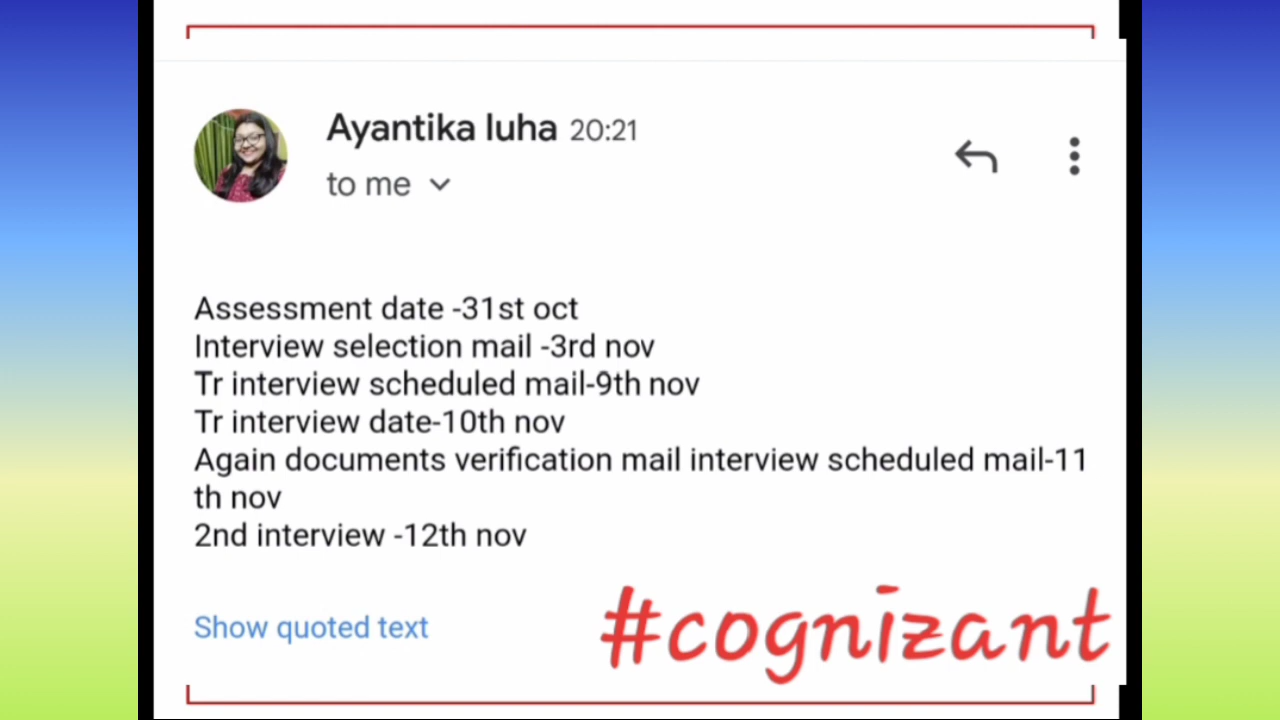 Ayantika luha 20:21
to me
Assessment date -31st oct
Interview selection mail -3rd nov
Tr interview scheduled mail-9th nov
Tr interview date-10th nov
Again documents verification mail interview scheduled mail-11
th nov
2nd interview -12th nov
Show quoted text
#cognizant